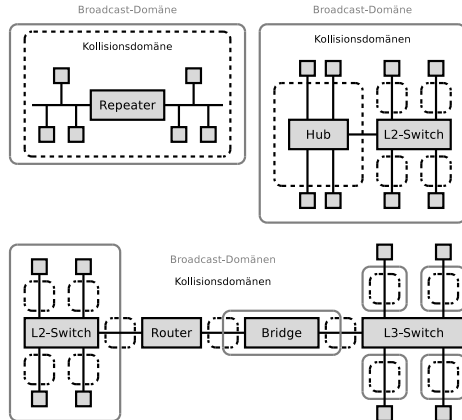 Broadcast-Domäne
Broadcast-Domäne
Kollisionsdomäne
Kollisionsdomänen
Repeater
Hub
L2-Switch
Broadcast-Domänen
Kollisionsdomänen
L2-Switch
Router
Bridge
L3-Switch